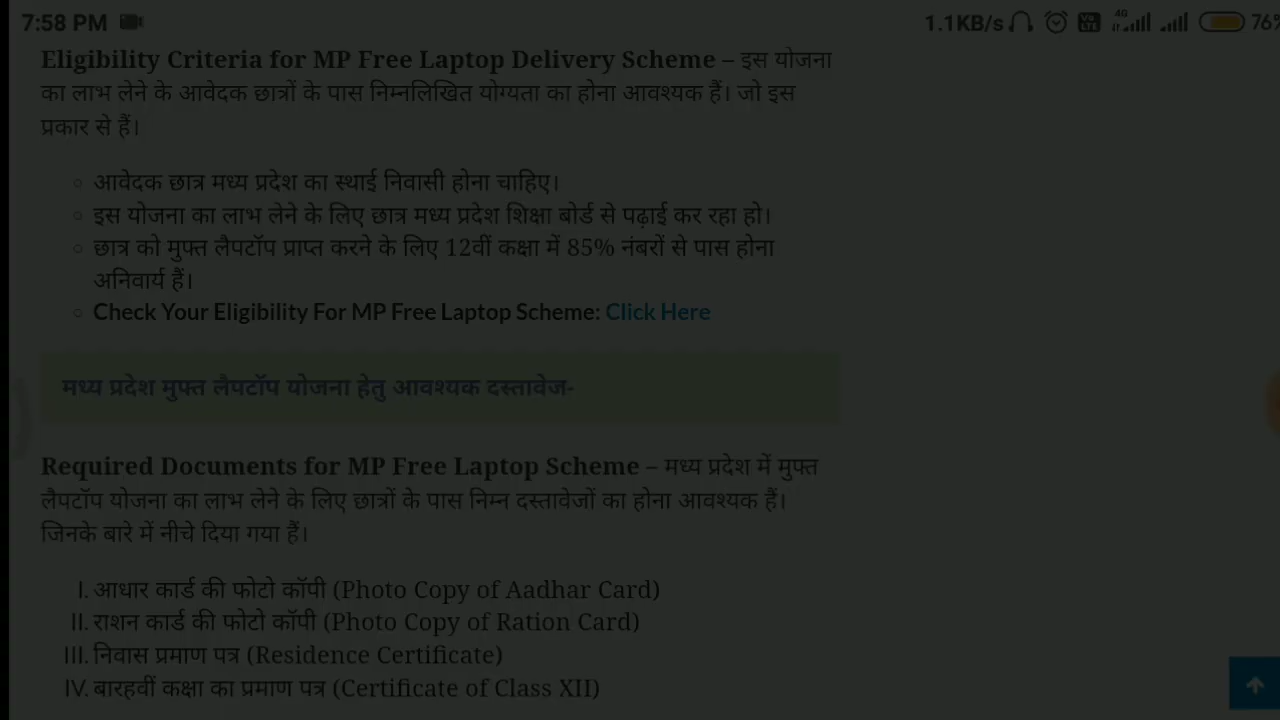 7:58 PM 1.1KB/s Vo LTE 4G 76%
Eligibility Criteria for MP Free Laptop Delivery Scheme – इस योजना
का लाभ लेने के आवेदक छात्रों के पास निम्नलिखित योग्यता का होना आवश्यक हैं। जो इस
प्रकार से हैं।
आवेदक छात्र मध्य प्रदेश का स्थाई निवासी होना चाहिए।
इस योजना का लाभ लेने के लिए छात्र मध्य प्रदेश शिक्षा बोर्ड से पढ़ाई कर रहा हो।
छात्र को मुफ्त लैपटॉप प्राप्त करने के लिए 12वीं कक्षा में 85% नंबरों से पास होना
अनिवार्य हैं।
Check Your Eligibility For MP Free Laptop Scheme: Click Here
मध्य प्रदेश मुफ्त लैपटॉप योजना हेतु आवश्यक दस्तावेज-
Required Documents for MP Free Laptop Scheme – मध्य प्रदेश में मुफ्त
लैपटॉप योजना का लाभ लेने के लिए छात्रों के पास निम्न दस्तावेजों का होना आवश्यक हैं।
जिनके बारे में नीचे दिया गया हैं।
I. आधार कार्ड की फोटो कॉपी (Photo Copy of Aadhar Card)
II. राशन कार्ड की फोटो कॉपी (Photo Copy of Ration Card)
III. निवास प्रमाण पत्र (Residence Certificate)
IV. बारहवीं कक्षा का प्रमाण पत्र (Certificate of Class XII)